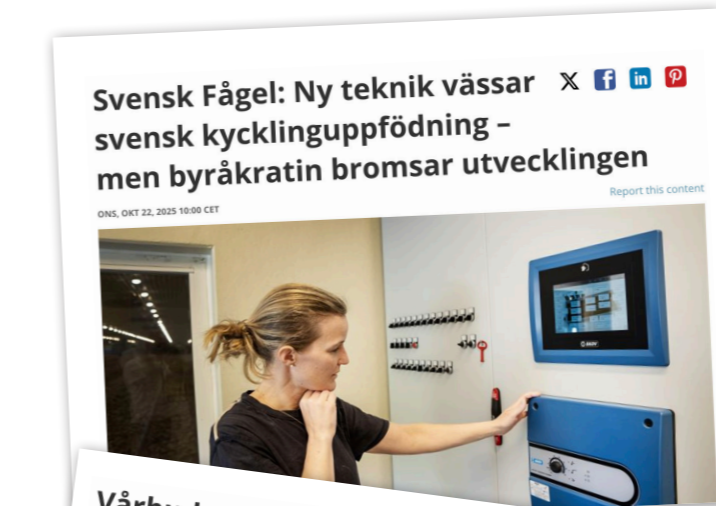 Svensk Fågel: Ny teknik vässar
svensk kycklinguppfödning –
men byråkratin bromsar utvecklingen
Report this content
ONS, OKT 22, 2025 10:00 CET